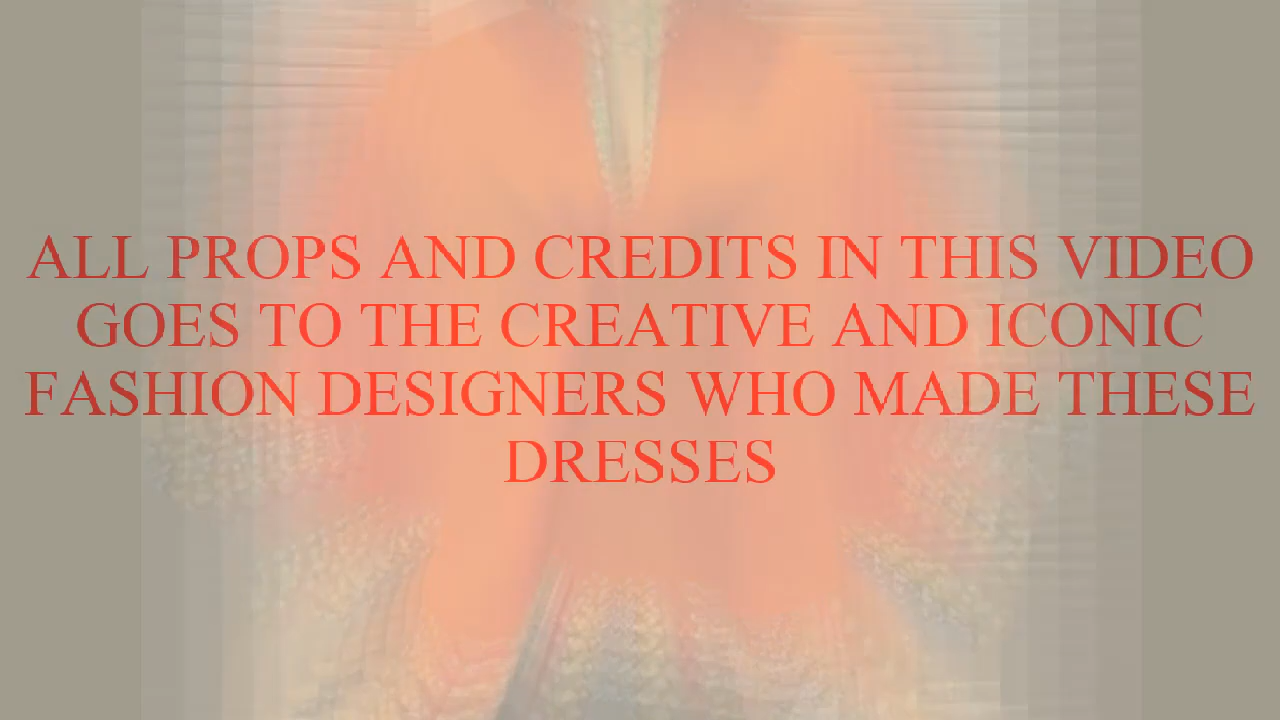 ALL PROPS AND CREDITS IN THIS VIDEO
GOES TO THE CREATIVE AND ICONIC
FASHION DESIGNERS WHO MADE THESE
DRESSES